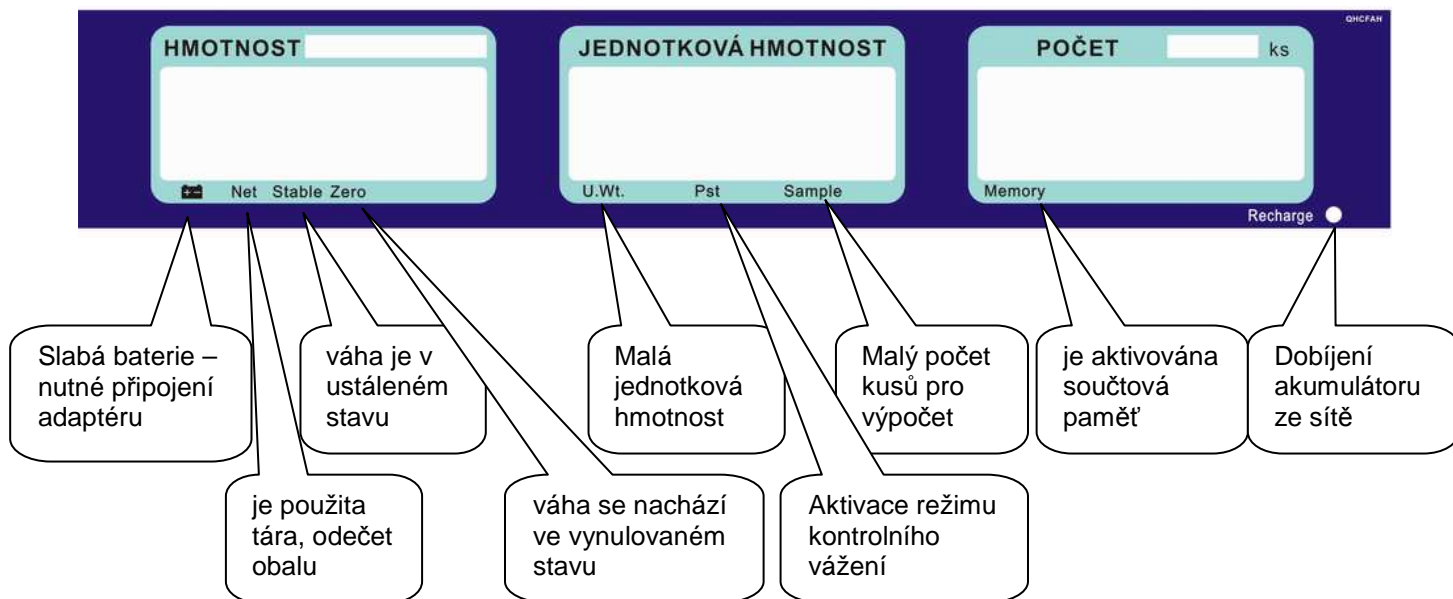 QHCFAH
HMOTNOST
JEDNOTKOVÁ HMOTNOST
POČET ks
Net Stable Zero
U.Wt. Pst Sample
Memory
Recharge
Slabá baterie –
nutné připojení
adaptéru
váha je v
ustáleném
stavu
Malá
jednotková
hmotnost
Malý počet
kusů pro
výpočet
je aktivována
součtová
paměť
Dobíjení
akumulátoru
ze sítě
je použita
tára, odečet
obalu
váha se nachází
ve vynulovaném
stavu
Aktivace režimu
kontrolního
vážení